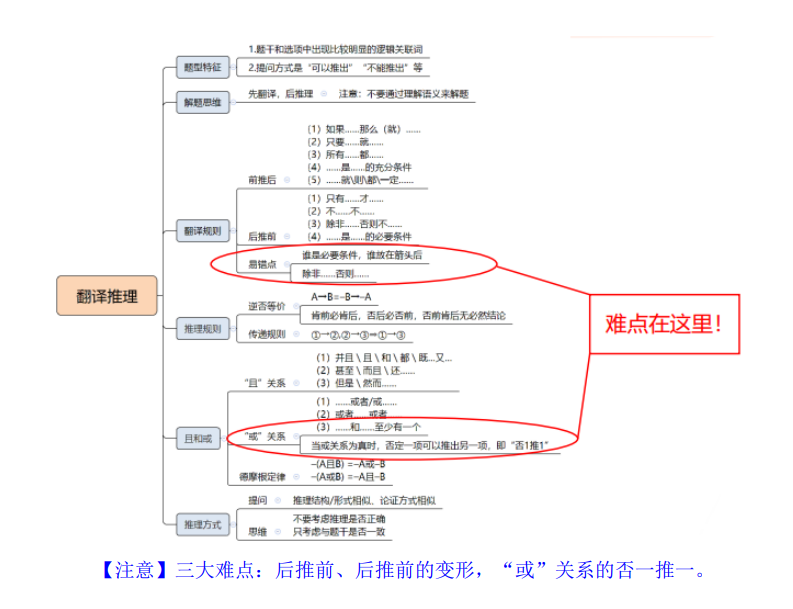 1.题干和选项中出现比较明显的逻辑关联词
题型特征
2.提问方式是“可以推出”“不能推出”等
解题思维
先翻译，后推理
注意：不要通过理解语义来解题
(1）如果……那么（就）……
(2）只要……就……
(3）所有……都……
(4）……是……的充分条件
前推后
(5）……就\则\都\一定……
(1）只有……才……
(2）不……不……
(3）除非……否则不……
翻译规则
后推前
(4）……是……的必要条件
谁是必要条件，谁放在箭头后
易错点
除非……否则……
翻译推理
难点在这里！
A→B=–B→–A
逆否等价
肯前必肯后，否后必否前，否前肯后无必然结论
推理规则
传递规则
①→②,②→③⇒①→③
(1）并且\且\和\都\既...又...
“且”关系
(2）甚至\而且\还……
(3）但是\然而……
(1）……或者/或……
(2）或者……或者
且和或
(3）……和……至少有一个
“或”关系
当或关系为真时，否定一项可以推出另一项，即“否1推1”
–(A且B) =–A或–B
德摩根定律
–(A或B) =–A且–B
提问
推理结构/形式相似，论证方式相似
推理方式
不要考虑推理是否正确
思维
只考虑与题干是否一致
【注意】三大难点：后推前、后推前的变形，“或”关系的否一推一。